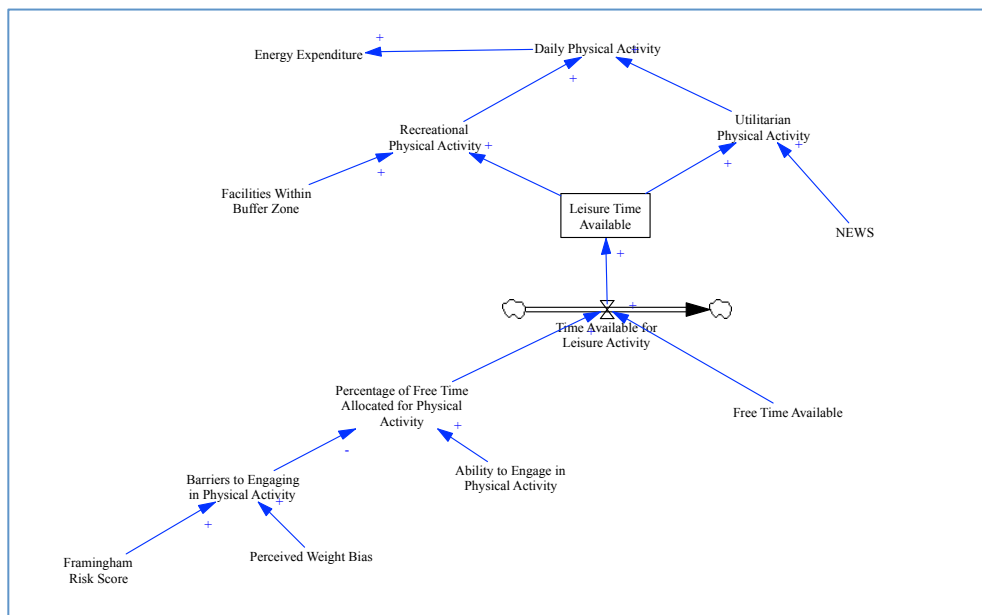 +
Daily Physical Activity
+
Energy Expenditure
+
Recreational
Physical Activity
+
+
Utilitarian
Physical Activity
+
+
Facilities Within
Buffer Zone
Leisure Time
Available
NEWS
+
+
Time Available for
Leisure Activity
+
Percentage of Free Time
Allocated for Physical
Activity
+
Free Time Available
-
Ability to Engage in
Physical Activity
Barriers to Engaging
in Physical Activity
+
+
Perceived Weight Bias
Framingham
Risk Score